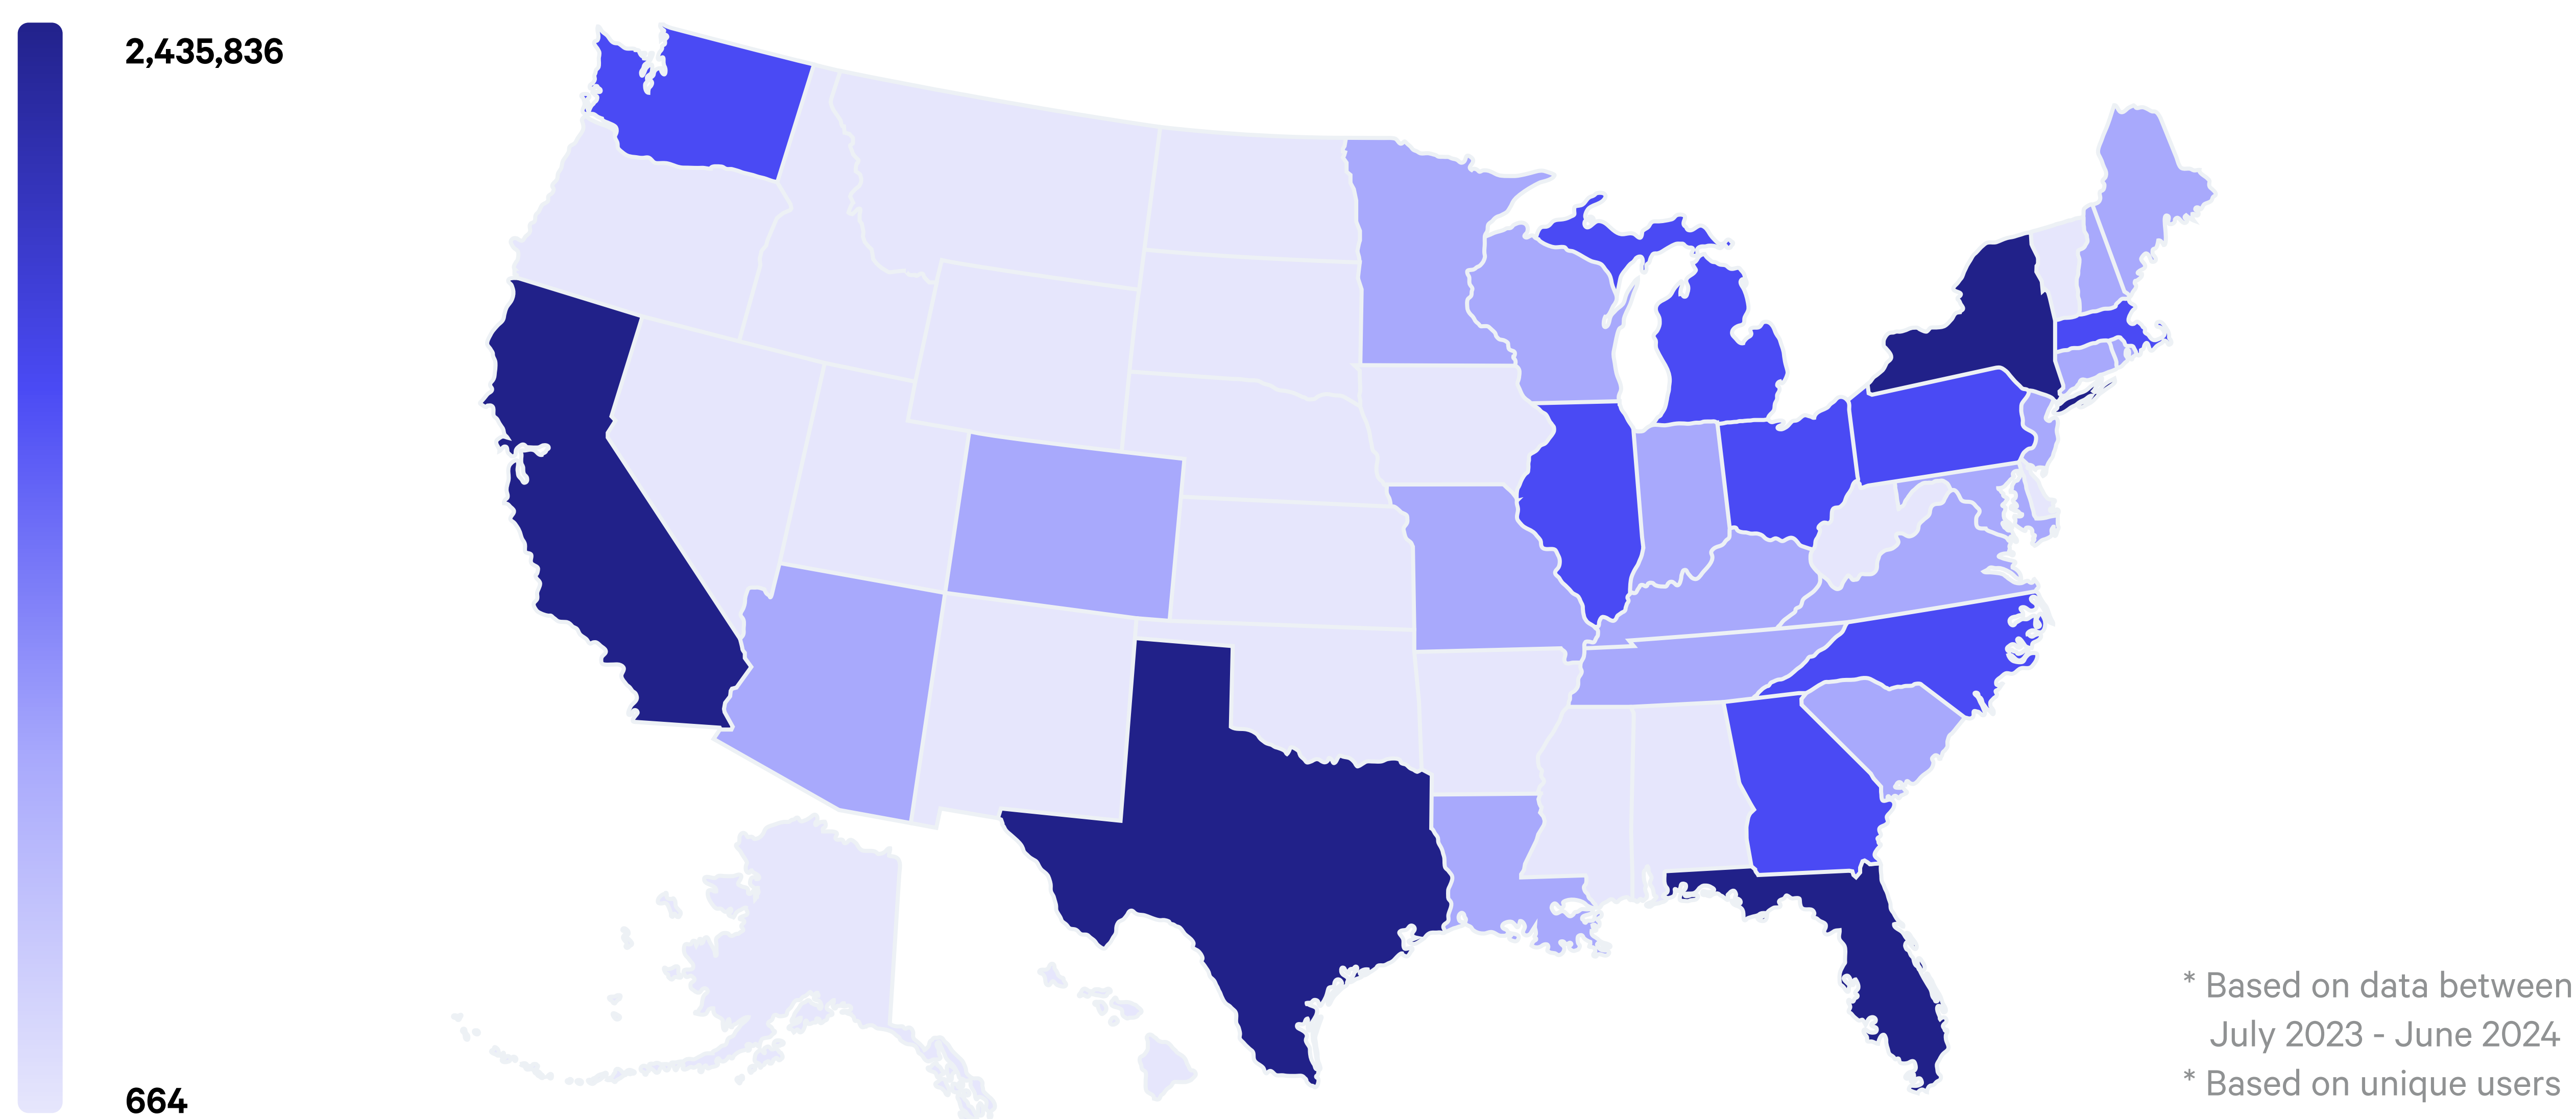 2,435,836
664
* Based on data between
July 2023 - June 2024
* Based on unique users